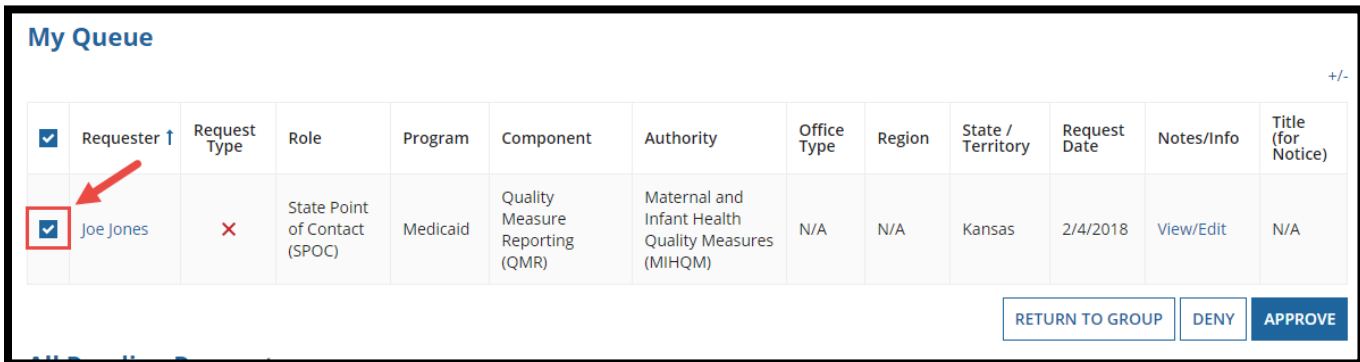 My Queue
+/-
Requester Request Type Role Program Component Authority Office Type Region State / Territory Request Date Notes/Info Title (for Notice)
Joe Jones State Point of Contact (SPOC) Medicaid Quality Measure Reporting (QMR) Maternal and Infant Health Quality Measures (MIHQM) N/A N/A Kansas 2/4/2018 View/Edit N/A
RETURN TO GROUP DENY APPROVE